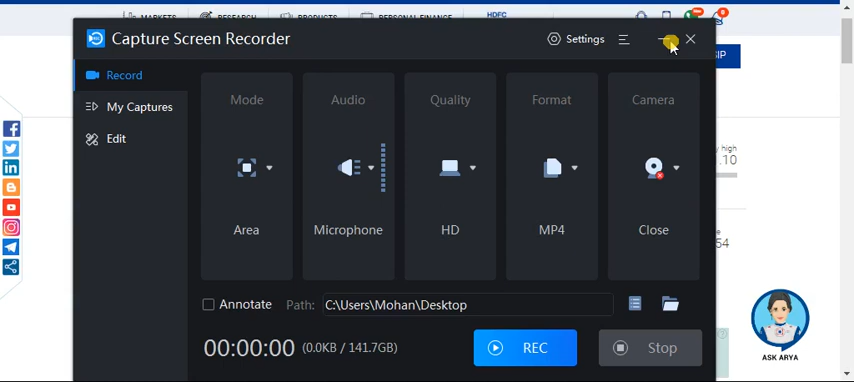 MARKETS RESEARCH PRODUCTS PERSONAL FINANCE HDFC
Capture Screen Recorder Settings
SIP
Record
My Captures
Edit
Mode Audio Quality Format Camera
Area Microphone HD MP4 Close
y high
.10
e
54
Annotate Path: C:\Users\Mohan\Desktop
00:00:00 (0.0KB / 141.7GB) REC Stop
ASK ARYA